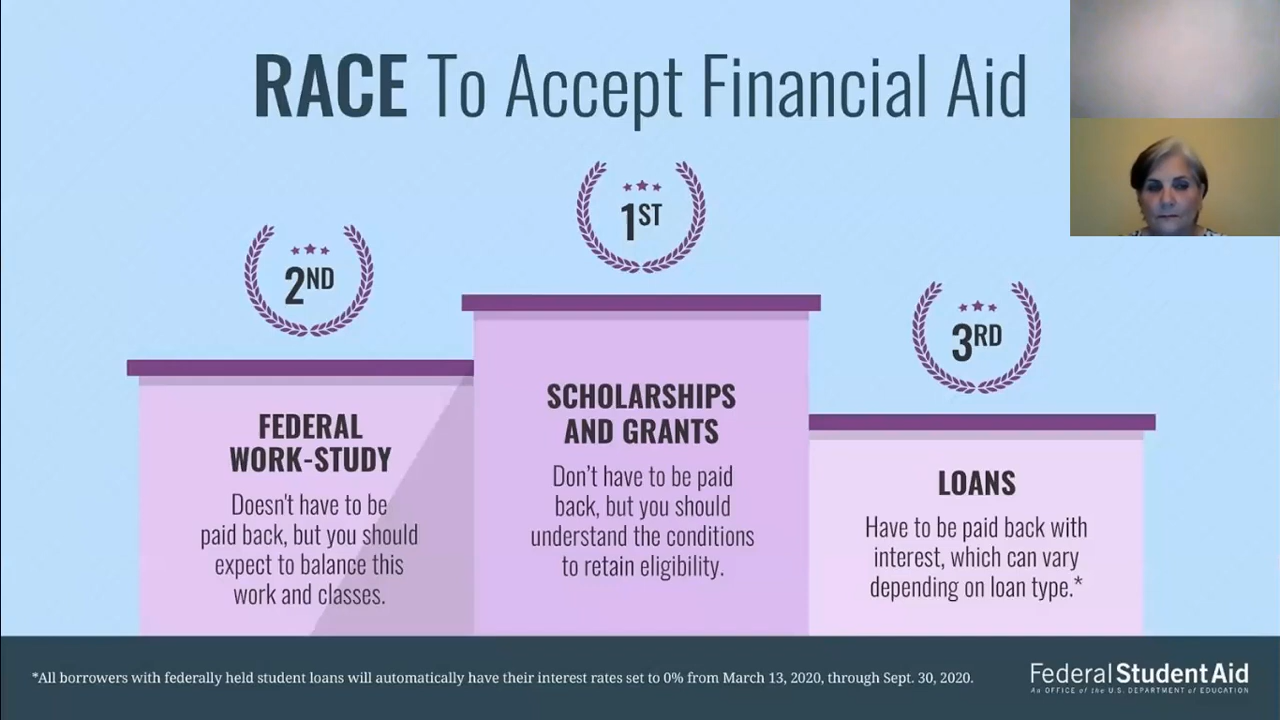 RACE To Accept Financial Aid
1ST
2ND
3RD
FEDERAL
WORK-STUDY
Doesn't have to be
paid back, but you should
expect to balance this
work and classes.
SCHOLARSHIPS
AND GRANTS
Don't have to be paid
back, but you should
understand the conditions
to retain eligibility.
LOANS
Have to be paid back with
interest, which can vary
depending on loan type.*
*All borrowers with federally held student loans will automatically have their interest rates set to 0% from March 13, 2020, through Sept. 30, 2020.
Federal Student Aid
An OFFICE of the U.S. DEPARTMENT of EDUCATION